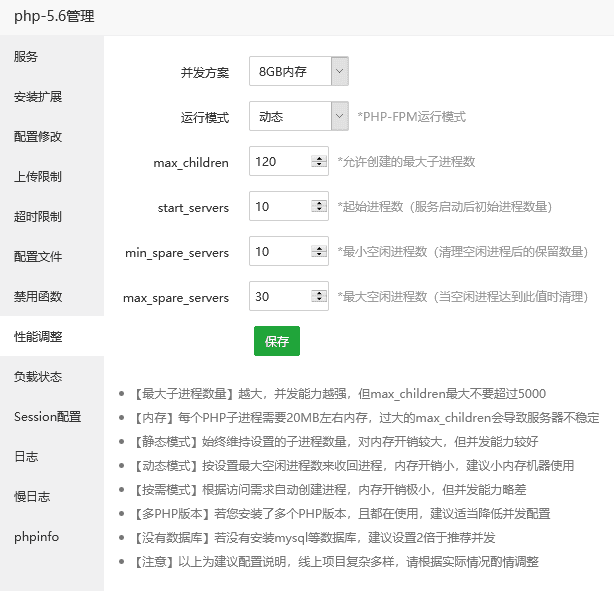 php-5.6管理
服务
安装扩展
配置修改
上传限制
超时限制
配置文件
禁用函数
性能调整
负载状态
Session配置
日志
慢日志
phpinfo
并发方案 8GB内存
运行模式 动态 *PHP-FPM运行模式
max_children 120 *允许创建的最大子进程数
start_servers 10 *起始进程数（服务启动后初始进程数量）
min_spare_servers 10 *最小空闲进程数（清理空闲进程后的保留数量）
max_spare_servers 30 *最大空闲进程数（当空闲进程达到此值时清理）
保存
【最大子进程数量】越大，并发能力越强，但max_children最大不要超过5000
【内存】每个PHP子进程需要20MB左右内存，过大的max_children会导致服务器不稳定
【静态模式】始终维持设置的子进程数量，对内存开销较大，但并发能力较好
【动态模式】按设置最大空闲进程数来收回进程，内存开销小，建议小内存机器使用
【按需模式】根据访问需求自动创建进程，内存开销极小，但并发能力略差
【多PHP版本】若您安装了多个PHP版本，且都在使用，建议适当降低并发配置
【没有数据库】若没有安装mysql等数据库，建议设置2倍于推荐并发
【注意】以上为建议配置说明，线上项目复杂多样，请根据实际情况酌情调整